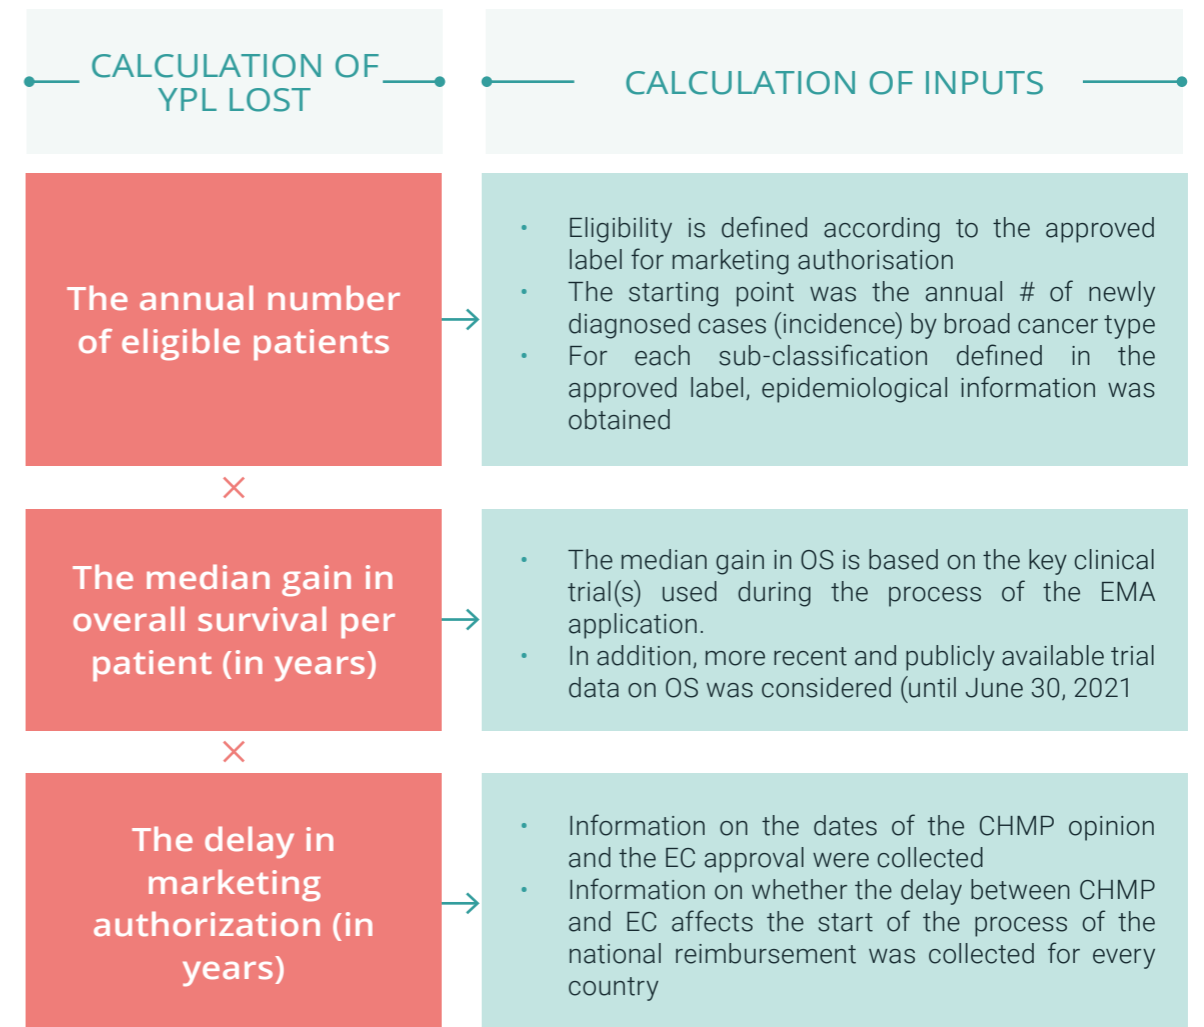 CALCULATION OF
YPL LOST
CALCULATION OF INPUTS
The annual number
of eligible patients
• Eligibility is defined according to the approved
label for marketing authorisation
• The starting point was the annual # of newly
diagnosed cases (incidence) by broad cancer type
• For each sub-classification defined in the
approved label, epidemiological information was
obtained
×
The median gain in
overall survival per
patient (in years)
• The median gain in OS is based on the key clinical
trial(s) used during the process of the EMA
application.
• In addition, more recent and publicly available trial
data on OS was considered (until June 30, 2021
×
The delay in
marketing
authorization (in
years)
• Information on the dates of the CHMP opinion
and the EC approval were collected
• Information on whether the delay between CHMP
and EC affects the start of the process of the
national reimbursement was collected for every
country